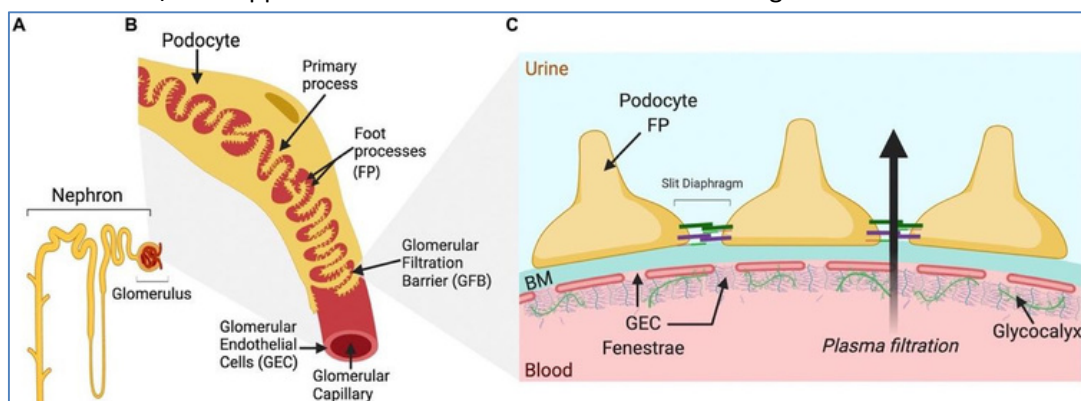 A
B
C
Podocyte
Primary
process
Foot
processes
(FP)
Nephron
Glomerulus
Glomerular
Filtration
Barrier (GFB)
Glomerular
Endothelial
Cells (GEC)
Glomerular
Capillary
Urine
Podocyte
FP
Slit Diaphragm
BM
GEC
Fenestrae
Plasma filtration
Glycocalyx
Blood